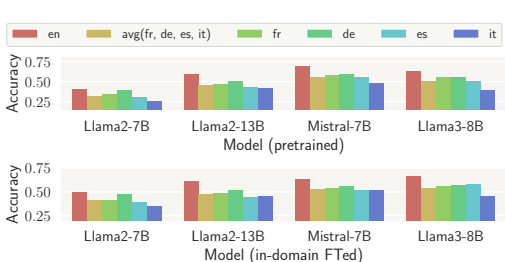 en avg(fr, de, es, it) fr de es it
0.75
0.50
0.25
Accuracy
Llama2-7B Llama2-13B Mistral-7B Llama3-8B
Model (pretrained)
0.75
0.50
0.25
Accuracy
Llama2-7B Llama2-13B Mistral-7B Llama3-8B
Model (in-domain FTed)